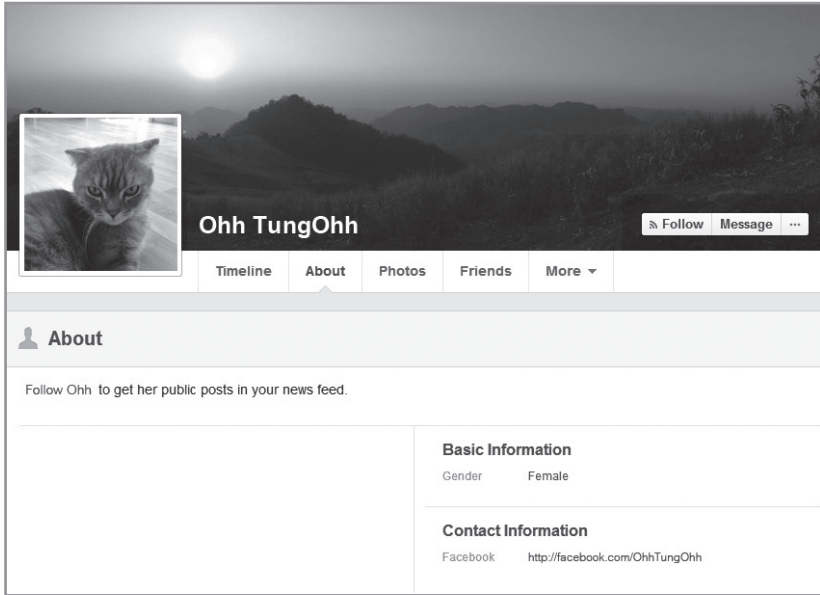 Ohh TungOhh
Follow Message ...
Timeline About Photos Friends More
About
Follow Ohh to get her public posts in your news feed.
Basic Information
Gender Female
Contact Information
Facebook http://facebook.com/OhhTungOhh